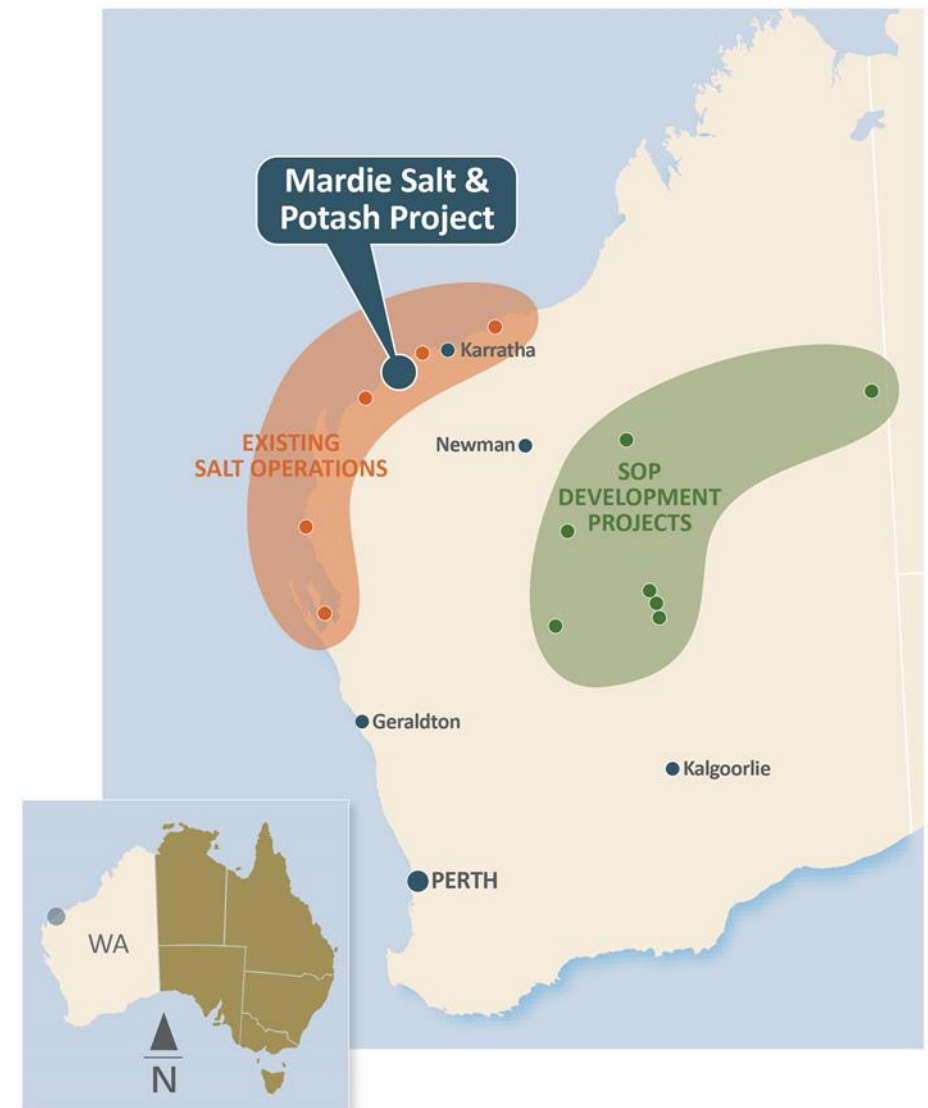 Mardie Salt &
Potash Project
Karratha
EXISTING
SALT OPERATIONS
Newman
SOP
DEVELOPMENT
PROJECTS
Geraldton
Kalgoorlie
PERTH
WA
N